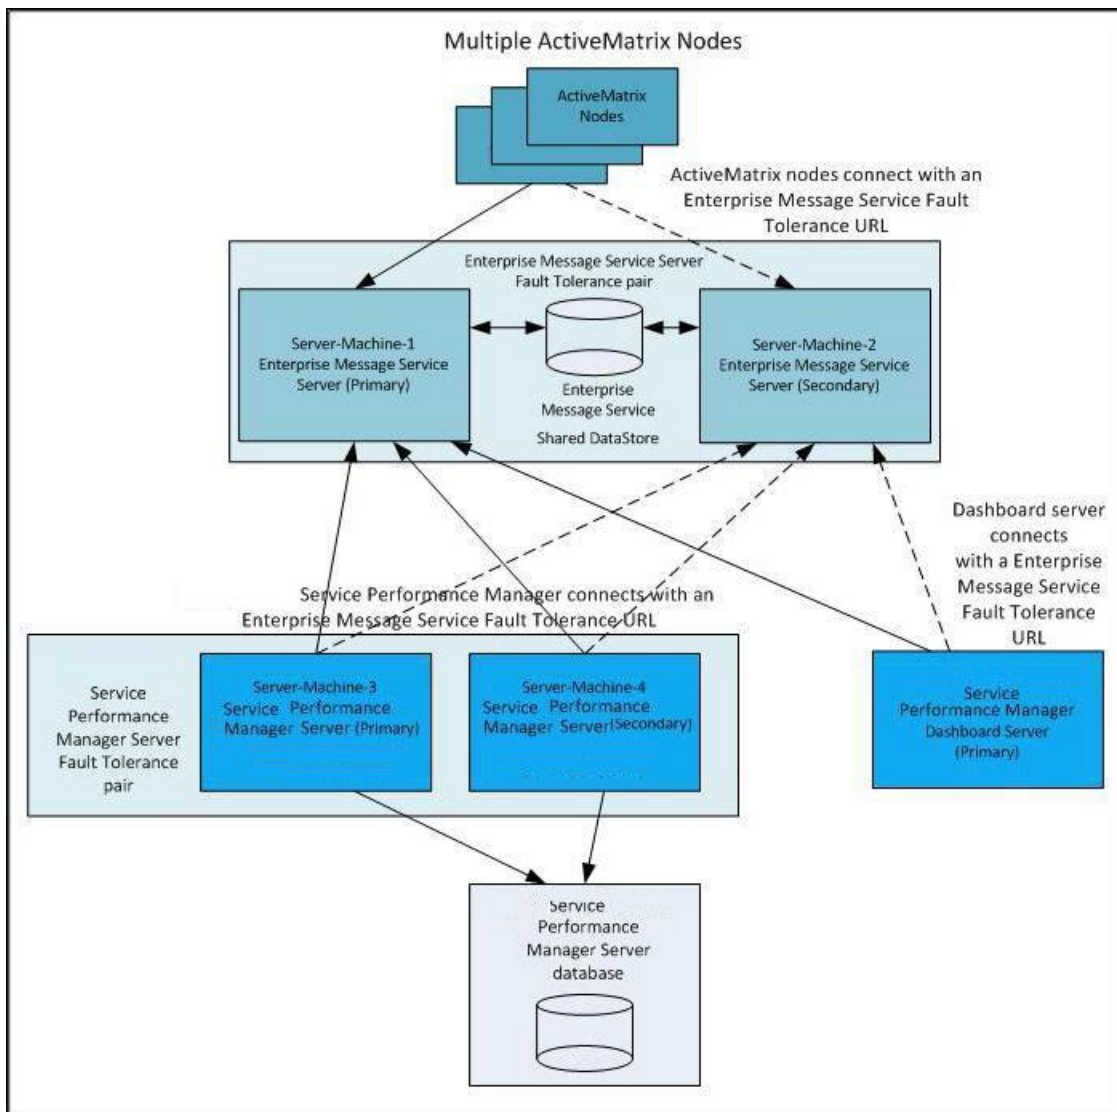 Multiple ActiveMatrix Nodes
ActiveMatrix
Nodes
ActiveMatrix nodes connect with an
Enterprise Message Service Fault
Tolerance URL
Enterprise Message Service Server
Fault Tolerance pair
Server-Machine-1
Enterprise Message Service
Server (Primary)
Server-Machine-2
Enterprise Message Service
Server (Secondary)
Enterprise
Message Service
Shared DataStore
Dashboard server
connects
with a Enterprise
Message Service
Fault Tolerance
URL
Service Performance Manager connects with an
Enterprise Message Service Fault Tolerance URL
Service
Performance
Manager Server
Fault Tolerance
pair
Server-Machine-3
Service Performance
Manager Server (Primary)
Server-Machine-4
Service Performance
Manager Server (Secondary)
Service
Performance Manager
Dashboard Server
(Primary)
Service
Performance
Manager Server
database